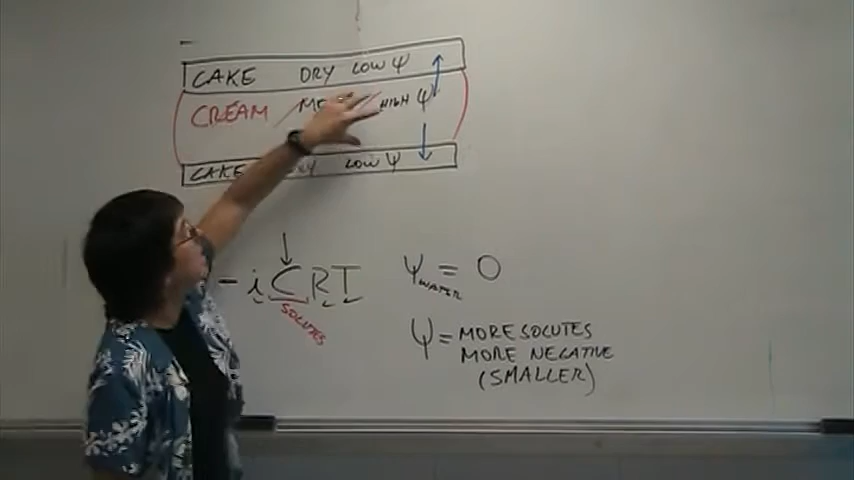 CAKE DRY LOW Ψ
CREAM HIGH Ψ
CAKE LOW Ψ
- iCRT
SOLUTES
Ψ WATER = 0
Ψ = MORE SOLUTES
MORE NEGATIVE
(SMALLER)